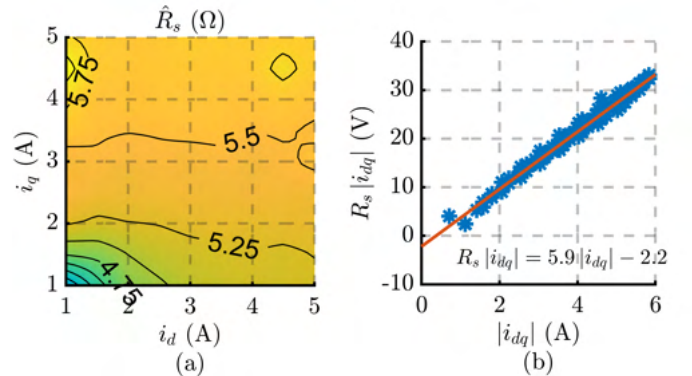 R̂s (Ω)
5
4
3
2
1
1 2 3 4 5
iq (A)
id (A)
5.75
5.5
5.25
4.75
(a)
40
30
20
10
0
-10
0 2 4 6
Rs |idq| (V)
|idq| (A)
Rs |idq| = 5.9 |idq| − 2.2
(b)